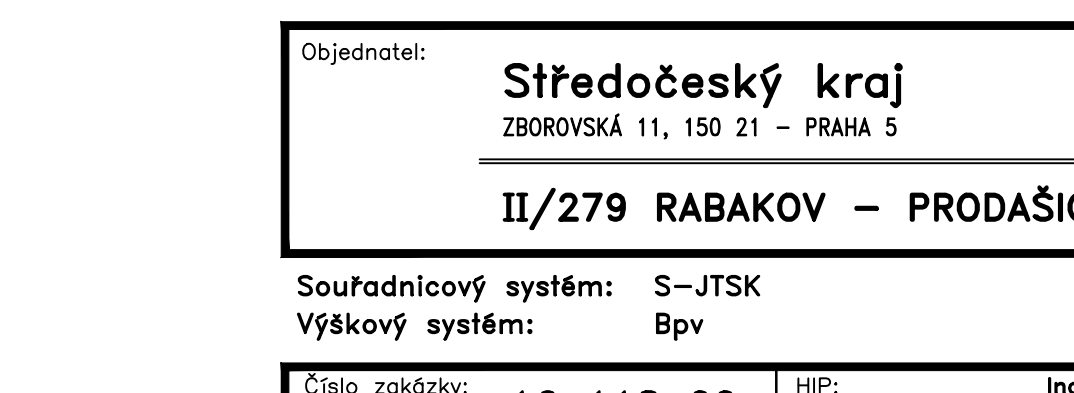 Objednatel:
Středočeský kraj
ZBOROVSKÁ 11, 150 21 – PRAHA 5
II/279 RABAKOV – PRODAŠI
Souřadnicový systém: S–JTSK
Výškový systém: Bpv
Číslo zakázky: HIP: